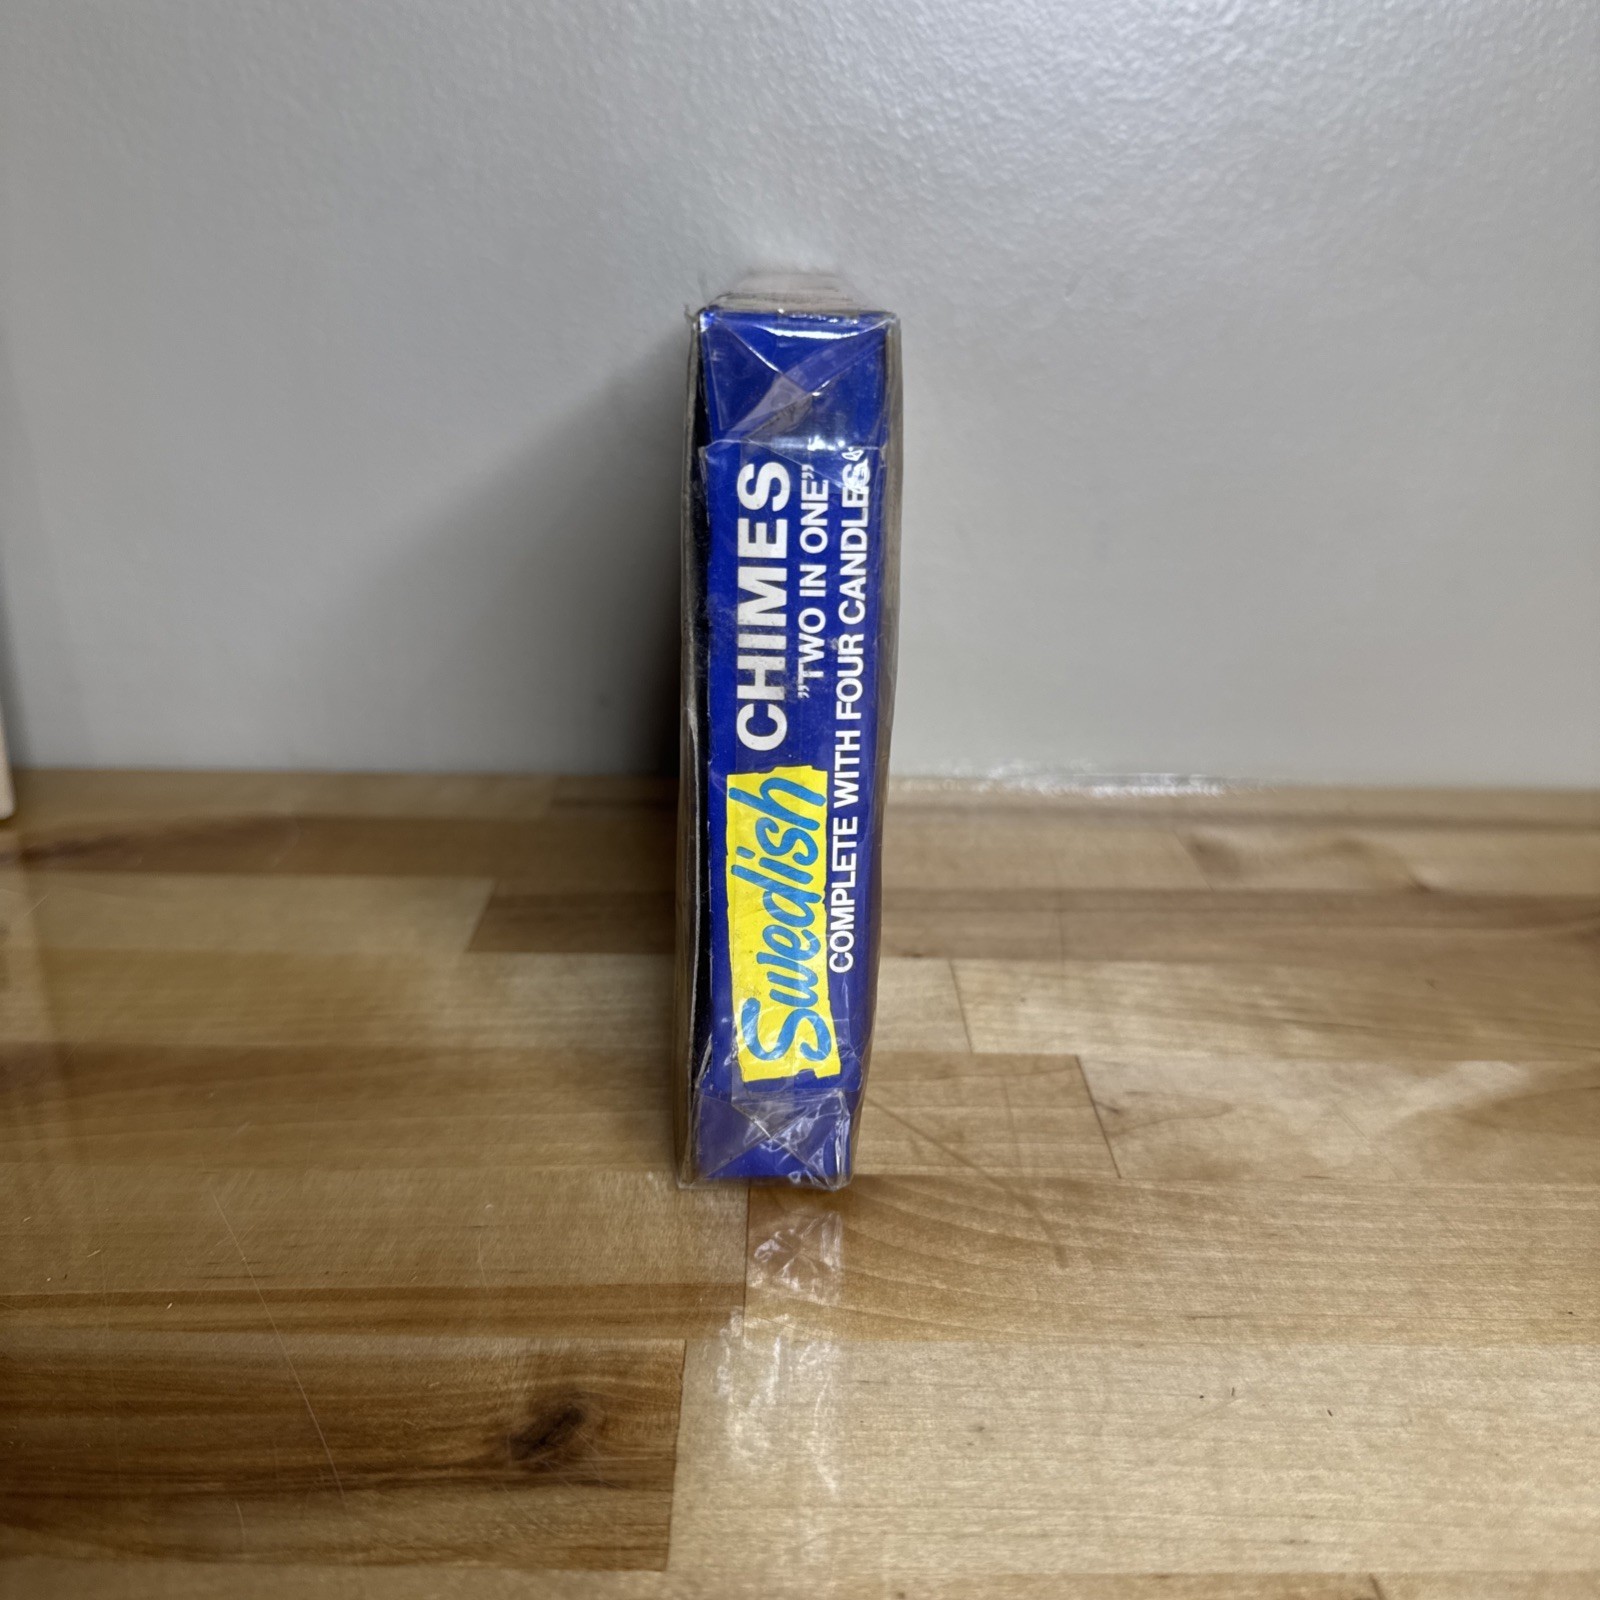 Swedish CHIMES
”TWO IN ONE”
COMPLETE WITH FOUR CANDLES